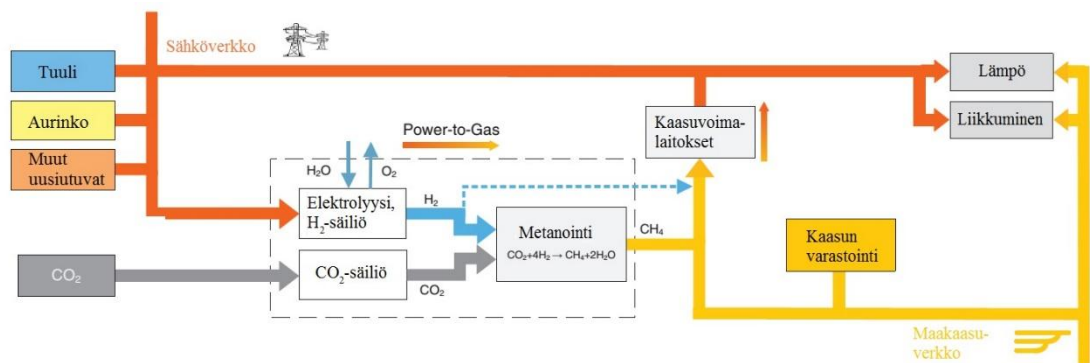 Sähköverkko
Tuuli
Aurinko
Muut
uusiutuvat
CO₂
Power-to-Gas
H₂O
O₂
Elektrolyysi,
H₂-säiliö
H₂
CO₂-säiliö
CO₂
Metanointi
CO₂+4H₂→CH₄+2H₂O
CH₄
Kaasuvoima-
laitokset
Lämpö
Liikkuminen
Kaasun
varastointi
Maakaasu-
verkko